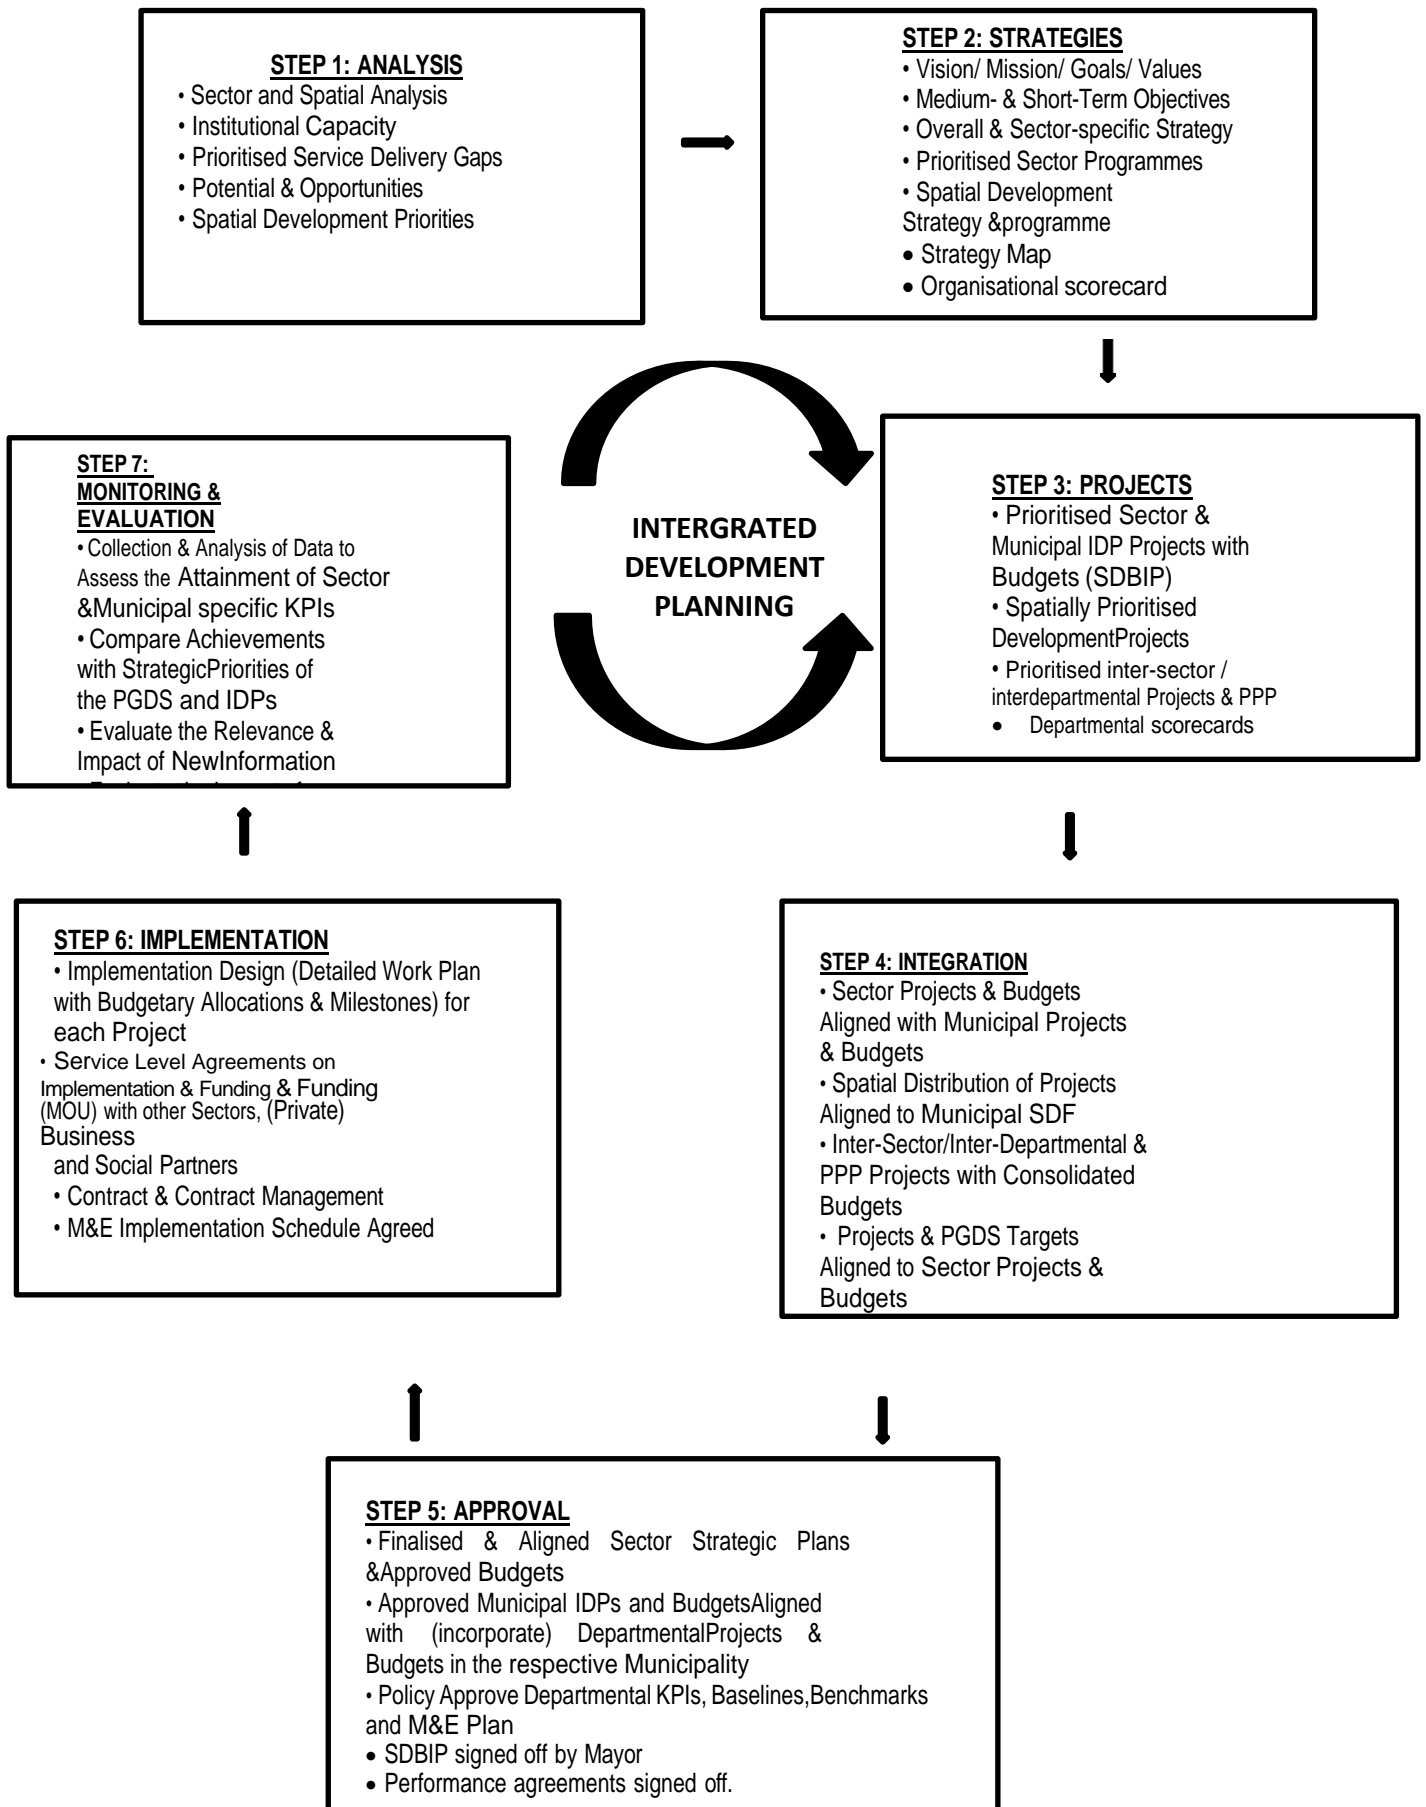 STEP 1: ANALYSIS
• Sector and Spatial Analysis
• Institutional Capacity
• Prioritised Service Delivery Gaps
• Potential & Opportunities
• Spatial Development Priorities
STEP 2: STRATEGIES
• Vision/ Mission/ Goals/ Values
• Medium- & Short-Term Objectives
• Overall & Sector-specific Strategy
• Prioritised Sector Programmes
• Spatial Development
Strategy &programme
• Strategy Map
• Organisational scorecard
INTERGRATED
DEVELOPMENT
PLANNING
STEP 3: PROJECTS
• Prioritised Sector &
Municipal IDP Projects with
Budgets (SDBIP)
• Spatially Prioritised
DevelopmentProjects
• Prioritised inter-sector /
interdepartmental Projects & PPP
• Departmental scorecards
STEP 4: INTEGRATION
• Sector Projects & Budgets
Aligned with Municipal Projects
& Budgets
• Spatial Distribution of Projects
Aligned to Municipal SDF
• Inter-Sector/Inter-Departmental &
PPP Projects with Consolidated
Budgets
• Projects & PGDS Targets
Aligned to Sector Projects &
Budgets
STEP 5: APPROVAL
• Finalised & Aligned Sector Strategic Plans
&Approved Budgets
• Approved Municipal IDPs and BudgetsAligned
with (incorporate) DepartmentalProjects &
Budgets in the respective Municipality
• Policy Approve Departmental KPIs, Baselines,Benchmarks
and M&E Plan
• SDBIP signed off by Mayor
• Performance agreements signed off.
STEP 6: IMPLEMENTATION
• Implementation Design (Detailed Work Plan
with Budgetary Allocations & Milestones) for
each Project
• Service Level Agreements on
Implementation & Funding & Funding
(MOU) with other Sectors, (Private)
Business
and Social Partners
• Contract & Contract Management
• M&E Implementation Schedule Agreed
STEP 7:
MONITORING &
EVALUATION
• Collection & Analysis of Data to
Assess the Attainment of Sector
&Municipal specific KPIs
• Compare Achievements
with StrategicPriorities of
the PGDS and IDPs
• Evaluate the Relevance &
Impact of NewInformation